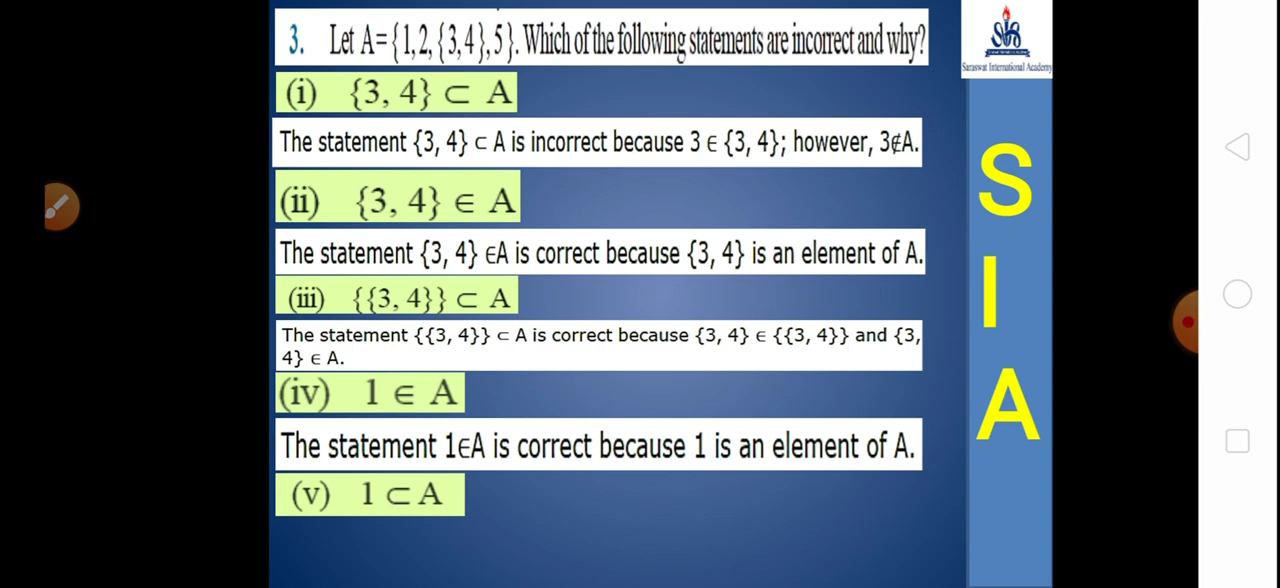 3. Let A={1,2,{3,4},5}. Which of the following statements are incorrect and why?
(i) {3, 4} ⊂ A
The statement {3, 4} ⊂ A is incorrect because 3 ∈ {3, 4}; however, 3∉A.
(ii) {3, 4} ∈ A
The statement {3, 4} ∈A is correct because {3, 4} is an element of A.
(iii) {{3, 4}} ⊂ A
The statement {{3, 4}} ⊂ A is correct because {3, 4} ∈ {{3, 4}} and {3,
4} ∈ A.
(iv) 1 ∈ A
The statement 1∈A is correct because 1 is an element of A.
(v) 1 ⊂ A
SIS
Saraswat International Academy
S
I
A